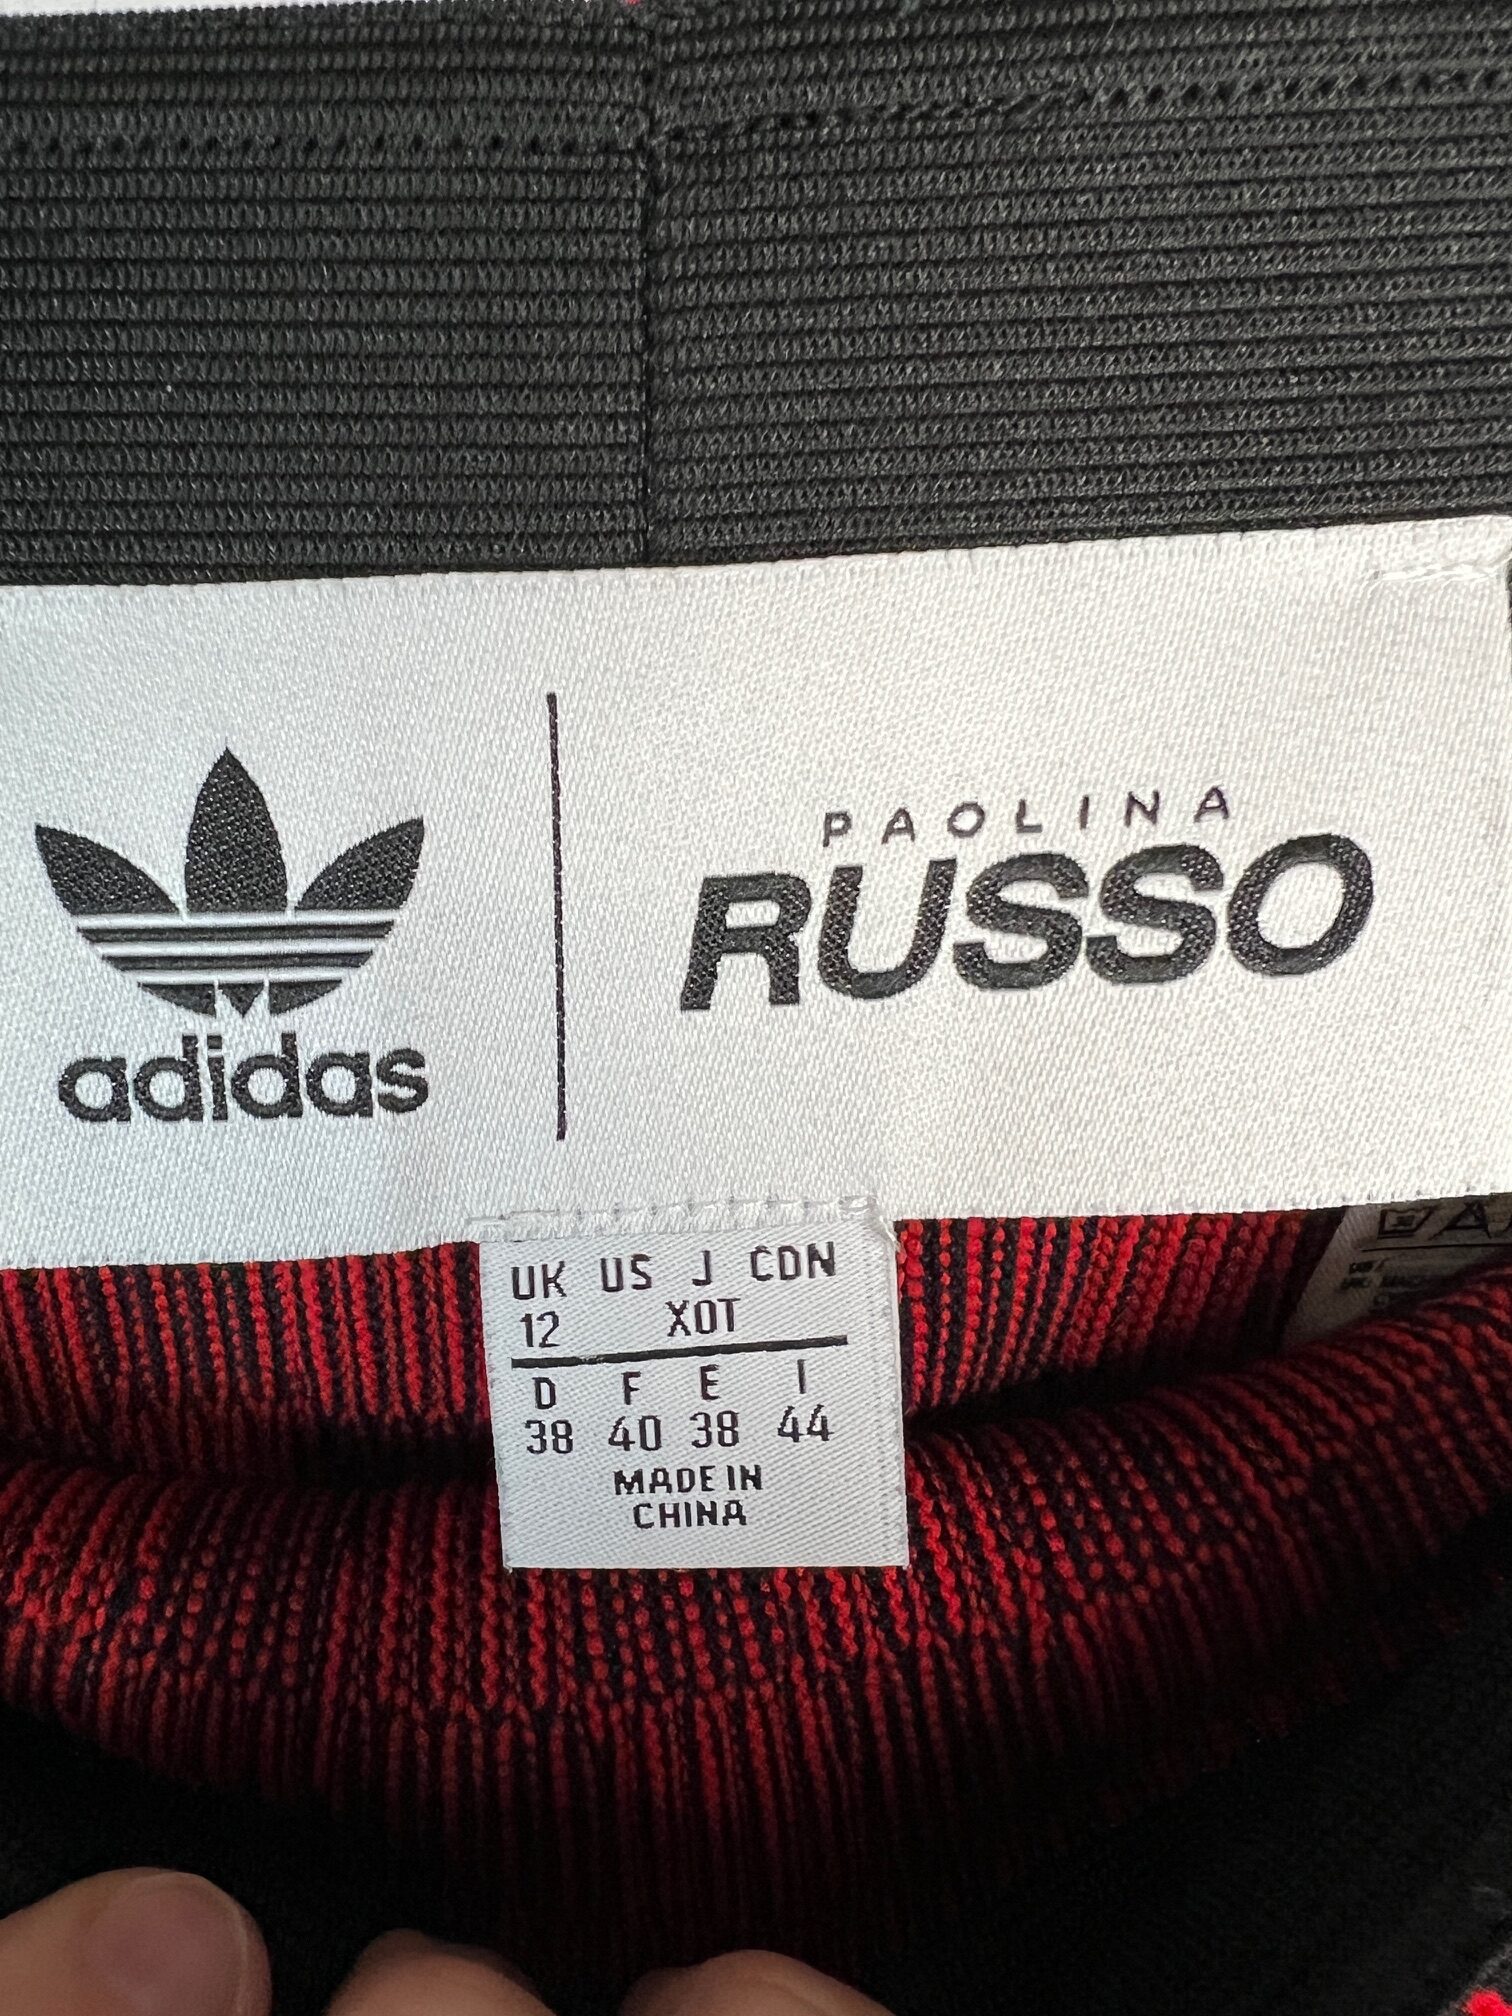 adidas
PAOLINA
RUSSO
UK US J CDN
12 XOT
D F E I
38 40 38 44
MADE IN
CHINA